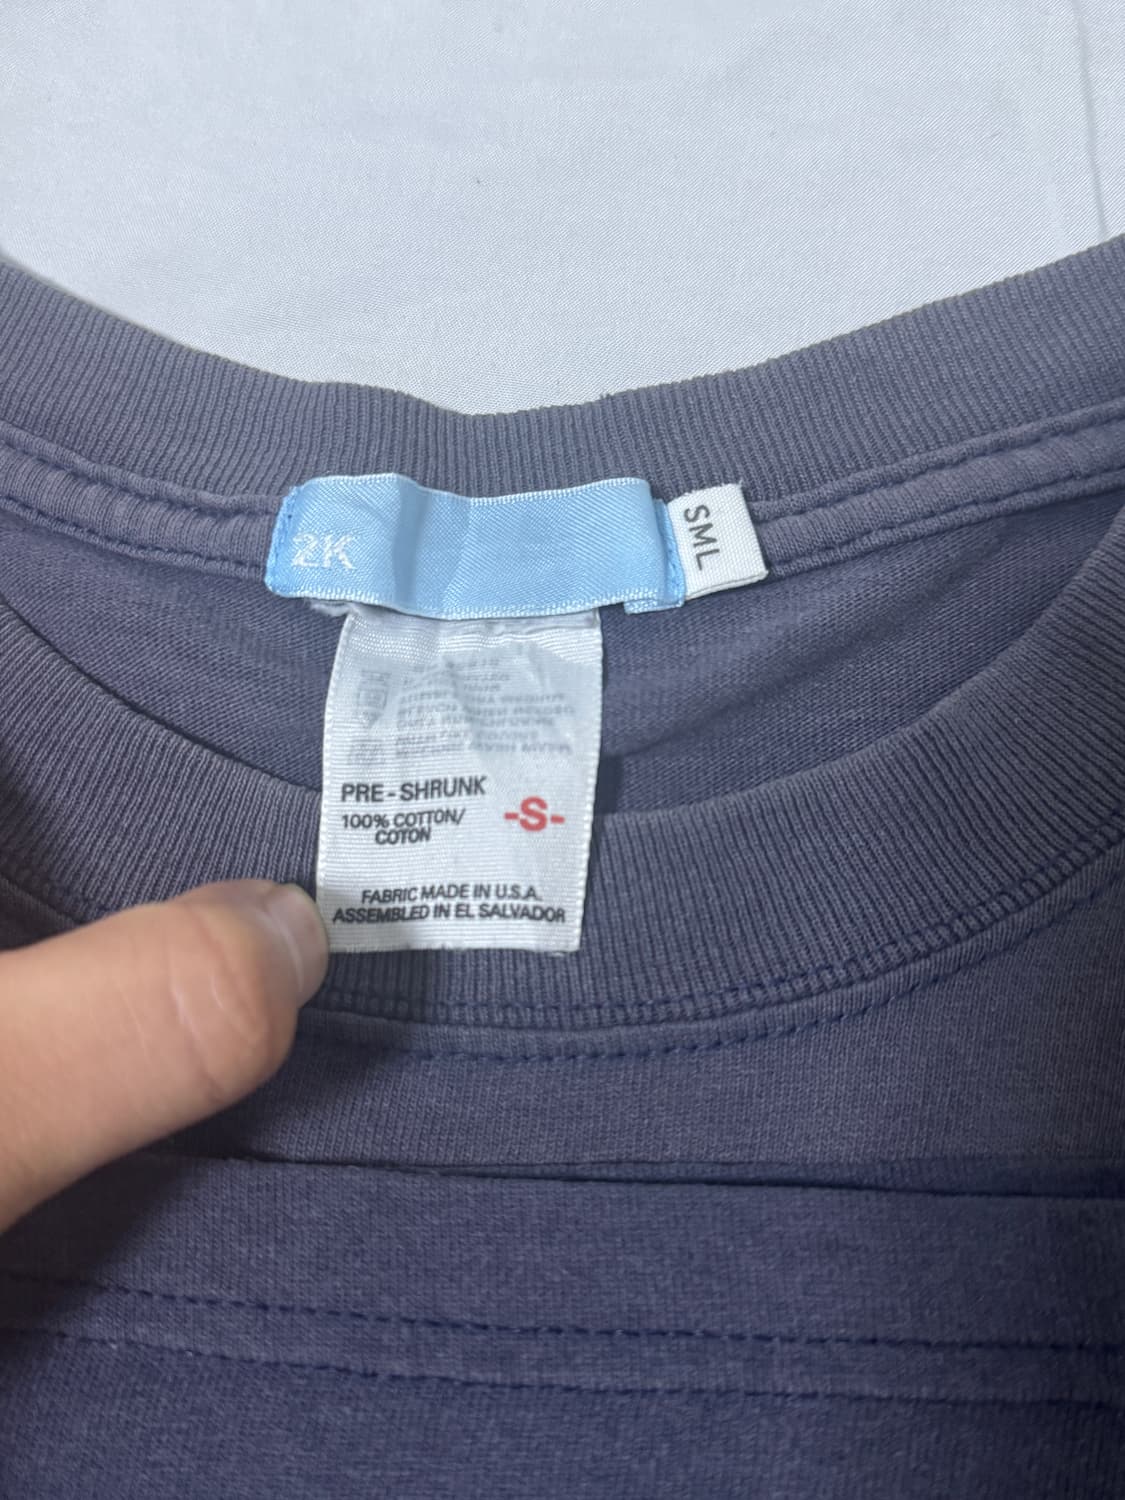 2K
SML
PRE-SHRUNK
100% COTTON/
COTON
-S-
FABRIC MADE IN U.S.A.
ASSEMBLED IN EL SALVADOR